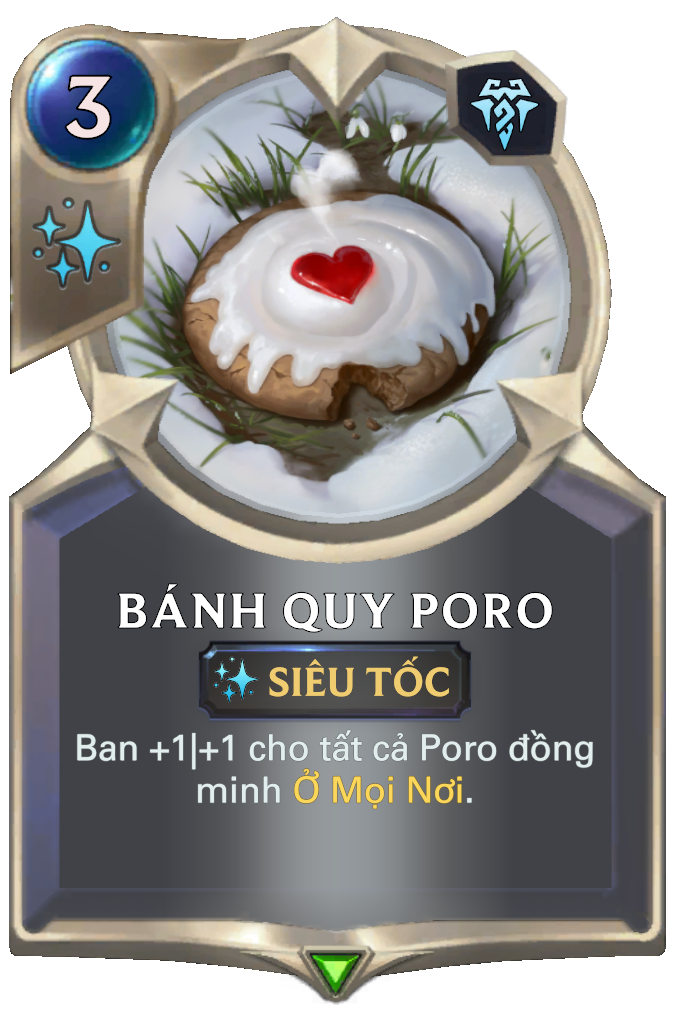 3
BÁNH QUY PORO
SIÊU TỐC
Ban +1|+1 cho tất cả Poro đồng
minh Ở Mọi Nơi.